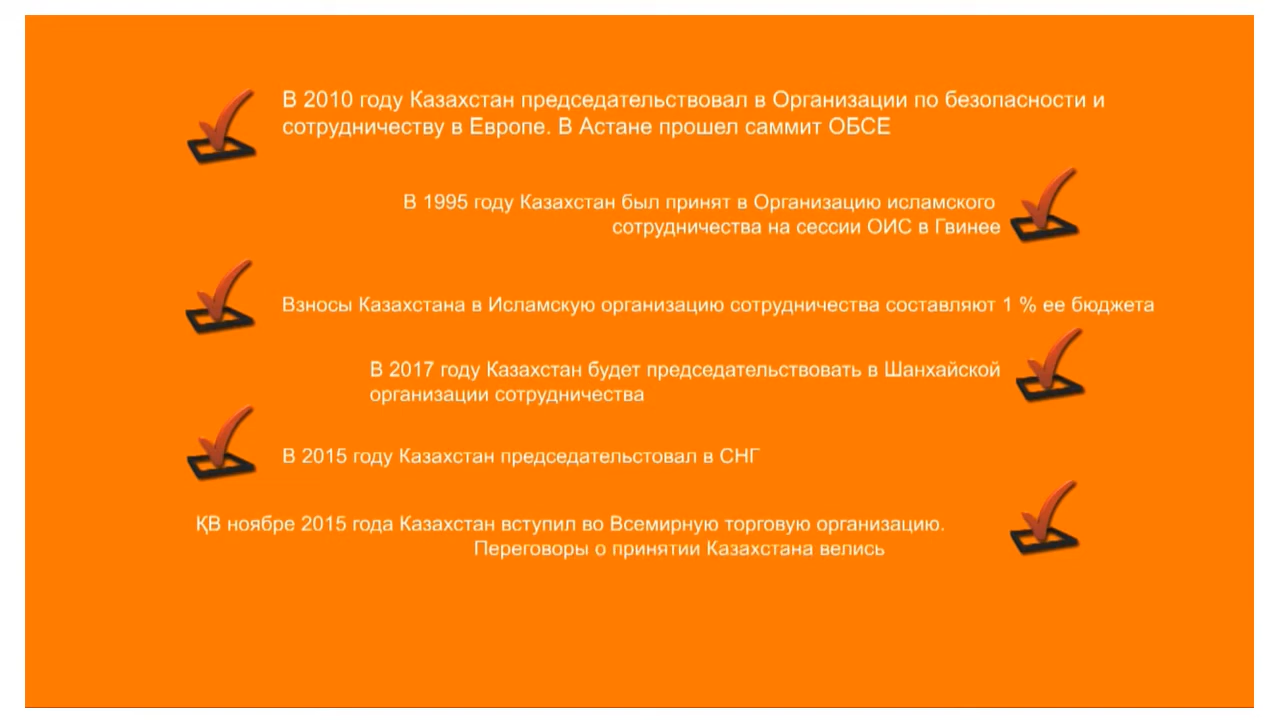 В 2010 году Казахстан председательствовал в Организации по безопасности и
сотрудничеству в Европе. В Астане прошел саммит ОБСЕ
В 1995 году Казахстан был принят в Организацию исламского
сотрудничества на сессии ОИС в Гвинее
Взносы Казахстана в Исламскую организацию сотрудничества составляют 1 % ее бюджета
В 2017 году Казахстан будет председательствовать в Шанхайской
организации сотрудничества
В 2015 году Казахстан председательстовал в СНГ
ҚВ ноябре 2015 года Казахстан вступил во Всемирную торговую организацию.
Переговоры о принятии Казахстана велись